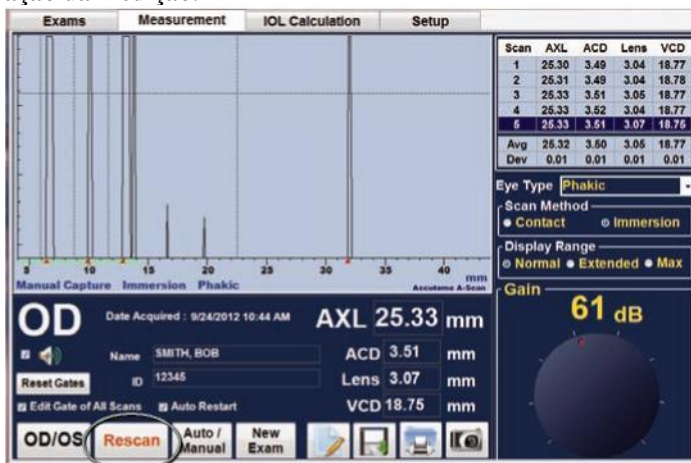 Exams Measurement IOL Calculation Setup
Scan AXL ACD Lens VCD
1 25.30 3.49 3.04 18.77
2 25.31 3.49 3.04 18.78
3 25.33 3.51 3.05 18.77
4 25.33 3.52 3.04 18.77
5 25.33 3.51 3.07 18.75
Avg 25.32 3.50 3.05 18.77
Dev 0.01 0.01 0.01 0.01
Eye Type Phakic
Scan Method
Contact Immersion
Display Range
Normal Extended Max
Gain
61 dB
5 10 15 20 25 30 35 40
mm
Manual Capture Immersion Phakic Accutome A-Scan
OD Date Acquired : 9/24/2012 10:44 AM AXL 25.33 mm
Name SMITH, BOB ACD 3.51 mm
Reset Gates ID 12345 Lens 3.07 mm
Edit Gate of All Scans Auto Restart VCD 18.75 mm
OD/OS Rescan Auto / Manual New Exam